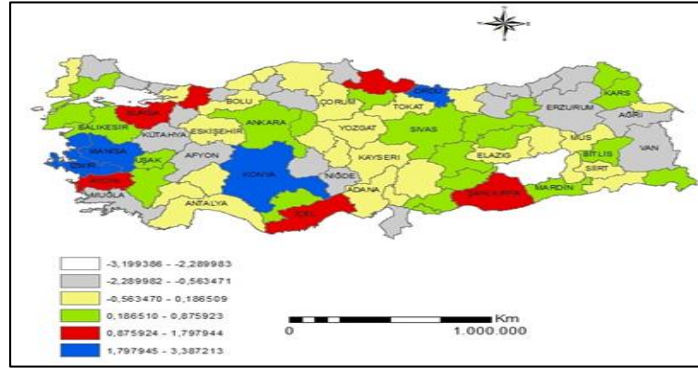 BOLU
ÇORUM
ORDU
KARS
BURSA
TOKAT
ERZURUM
ANKARA
AĞRI
BALIKESİR
ESKİŞEHİR
SİVAS
KÜTAHYA
YOZGAT
MUŞ
MANİSA
VAN
UŞAK
AFYON
KAYSERİ
ELAZIG
BİTLİS
KONYA
NİĞDE
SİİRT
AYDIN
MUĞLA
ADANA
ŞANLIURFA
MARDİN
ANTALYA
İÇEL
-3,199386 - -2,289983
-2,289982 - -0,563471
-0,563470 - 0,186509
0,186510 - 0,875923
0,875924 - 1,797944
1,797945 - 3,387213
Km
0 1.000.000